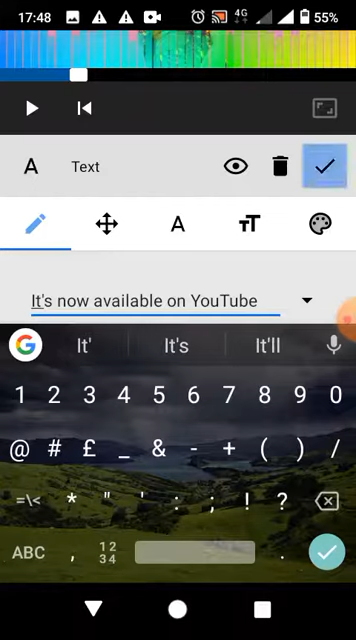 17:48
4G
55%
A
Text
A
TT
It's now available on YouTube
G
It'
It's
It'll
1 2 3 4 5 6 7 8 9 0
@ # £ _ & - + ( ) /
=\< * " ' : ; ! ?
ABC , 12 34 .